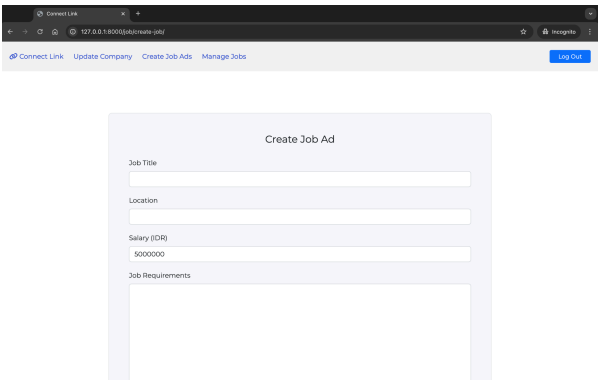 Connect Link
127.0.0.1:8000/job/create-job/
Incognito
Connect Link Update Company Create Job Ads Manage Jobs Log Out
Create Job Ad
Job Title
Location
Salary (IDR)
5000000
Job Requirements